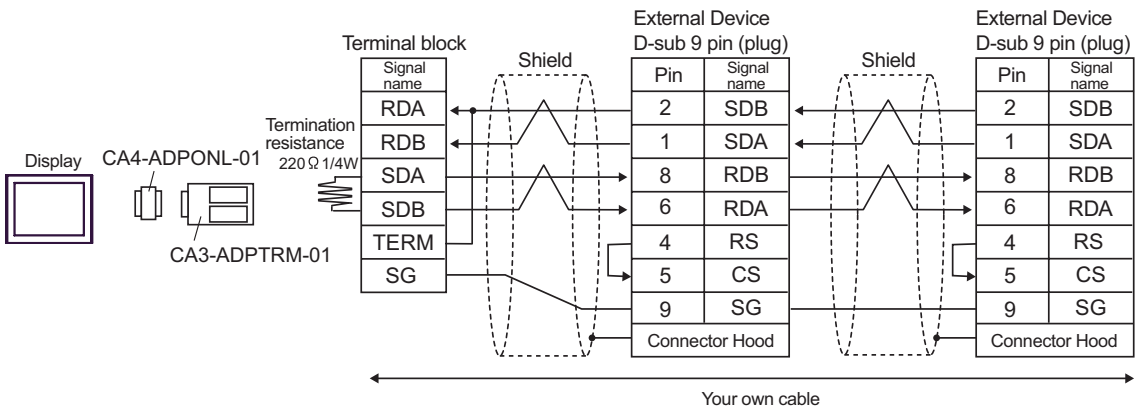 Display
CA4-ADPONL-01
CA3-ADPTRM-01
Termination
resistance
220Ω 1/4W
Terminal block
Signal
name
RDA
RDB
SDA
SDB
TERM
SG
Shield
External Device
D-sub 9 pin (plug)
Pin Signal
name
2 SDB
1 SDA
8 RDB
6 RDA
4 RS
5 CS
9 SG
Connector Hood
Shield
External Device
D-sub 9 pin (plug)
Pin Signal
name
2 SDB
1 SDA
8 RDB
6 RDA
4 RS
5 CS
9 SG
Connector Hood
Your own cable